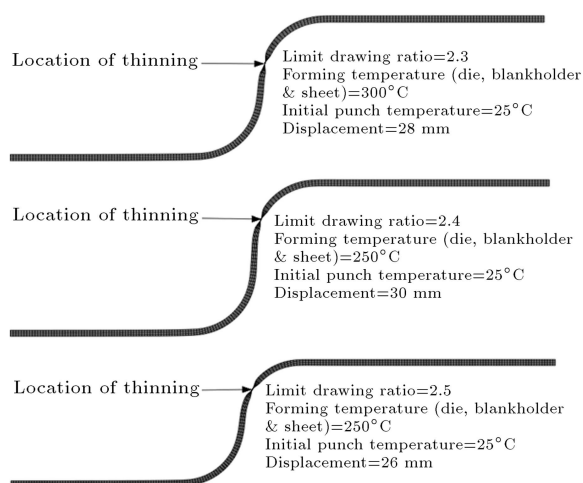 Location of thinning
Limit drawing ratio=2.3
Forming temperature (die, blankholder
& sheet)=300°C
Initial punch temperature=25°C
Displacement=28 mm
Location of thinning
Limit drawing ratio=2.4
Forming temperature (die, blankholder
& sheet)=250°C
Initial punch temperature=25°C
Displacement=30 mm
Location of thinning
Limit drawing ratio=2.5
Forming temperature (die, blankholder
& sheet)=250°C
Initial punch temperature=25°C
Displacement=26 mm